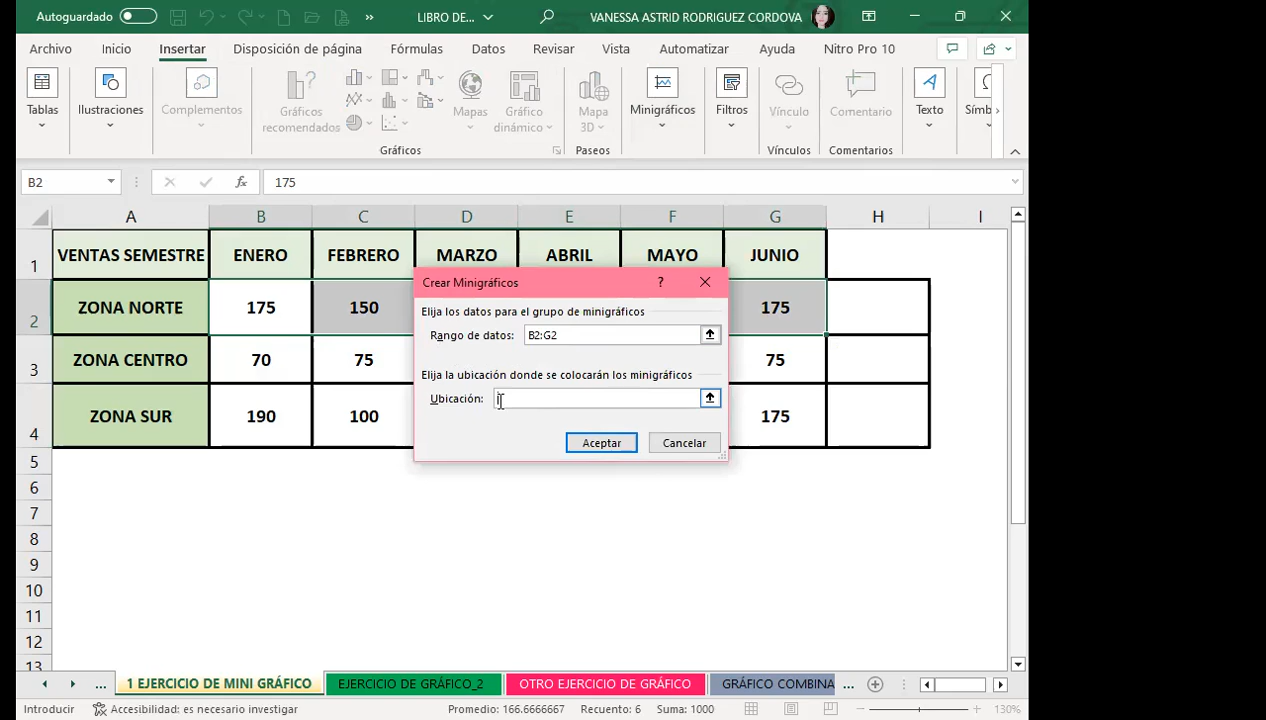 Autoguardado
LIBRO DE...
VANESSA ASTRID RODRIGUEZ CORDOVA
Archivo Inicio Insertar Disposición de página Fórmulas Datos Revisar Vista Automatizar Ayuda Nitro Pro 10
Tablas
Ilustraciones
Complementos
Gráficos recomendados
Mapas
Gráfico dinámico
Mapa 3D
Minigráficos
Filtros
Vínculo
Comentario
Texto
Símb
Gráficos
Paseos
Vínculos
Comentarios
B2
fx
175
A B C D E F G H I
1 VENTAS SEMESTRE ENERO FEBRERO MARZO ABRIL MAYO JUNIO
2 ZONA NORTE 175 150 175
3 ZONA CENTRO 70 75 75
4 ZONA SUR 190 100 175
5
6
7
8
9
10
11
12
13
Crear Minigráficos ?
Elija los datos para el grupo de minigráficos
Rango de datos: B2:G2
Elija la ubicación donde se colocarán los minigráficos
Ubicación:
Aceptar Cancelar
... 1 EJERCICIO DE MINI GRÁFICO EJERCICIO DE GRÁFICO_2 OTRO EJERCICIO DE GRÁFICO GRÁFICO COMBINA ...
Introducir Accesibilidad: es necesario investigar Promedio: 166.6666667 Recuento: 6 Suma: 1000 130%